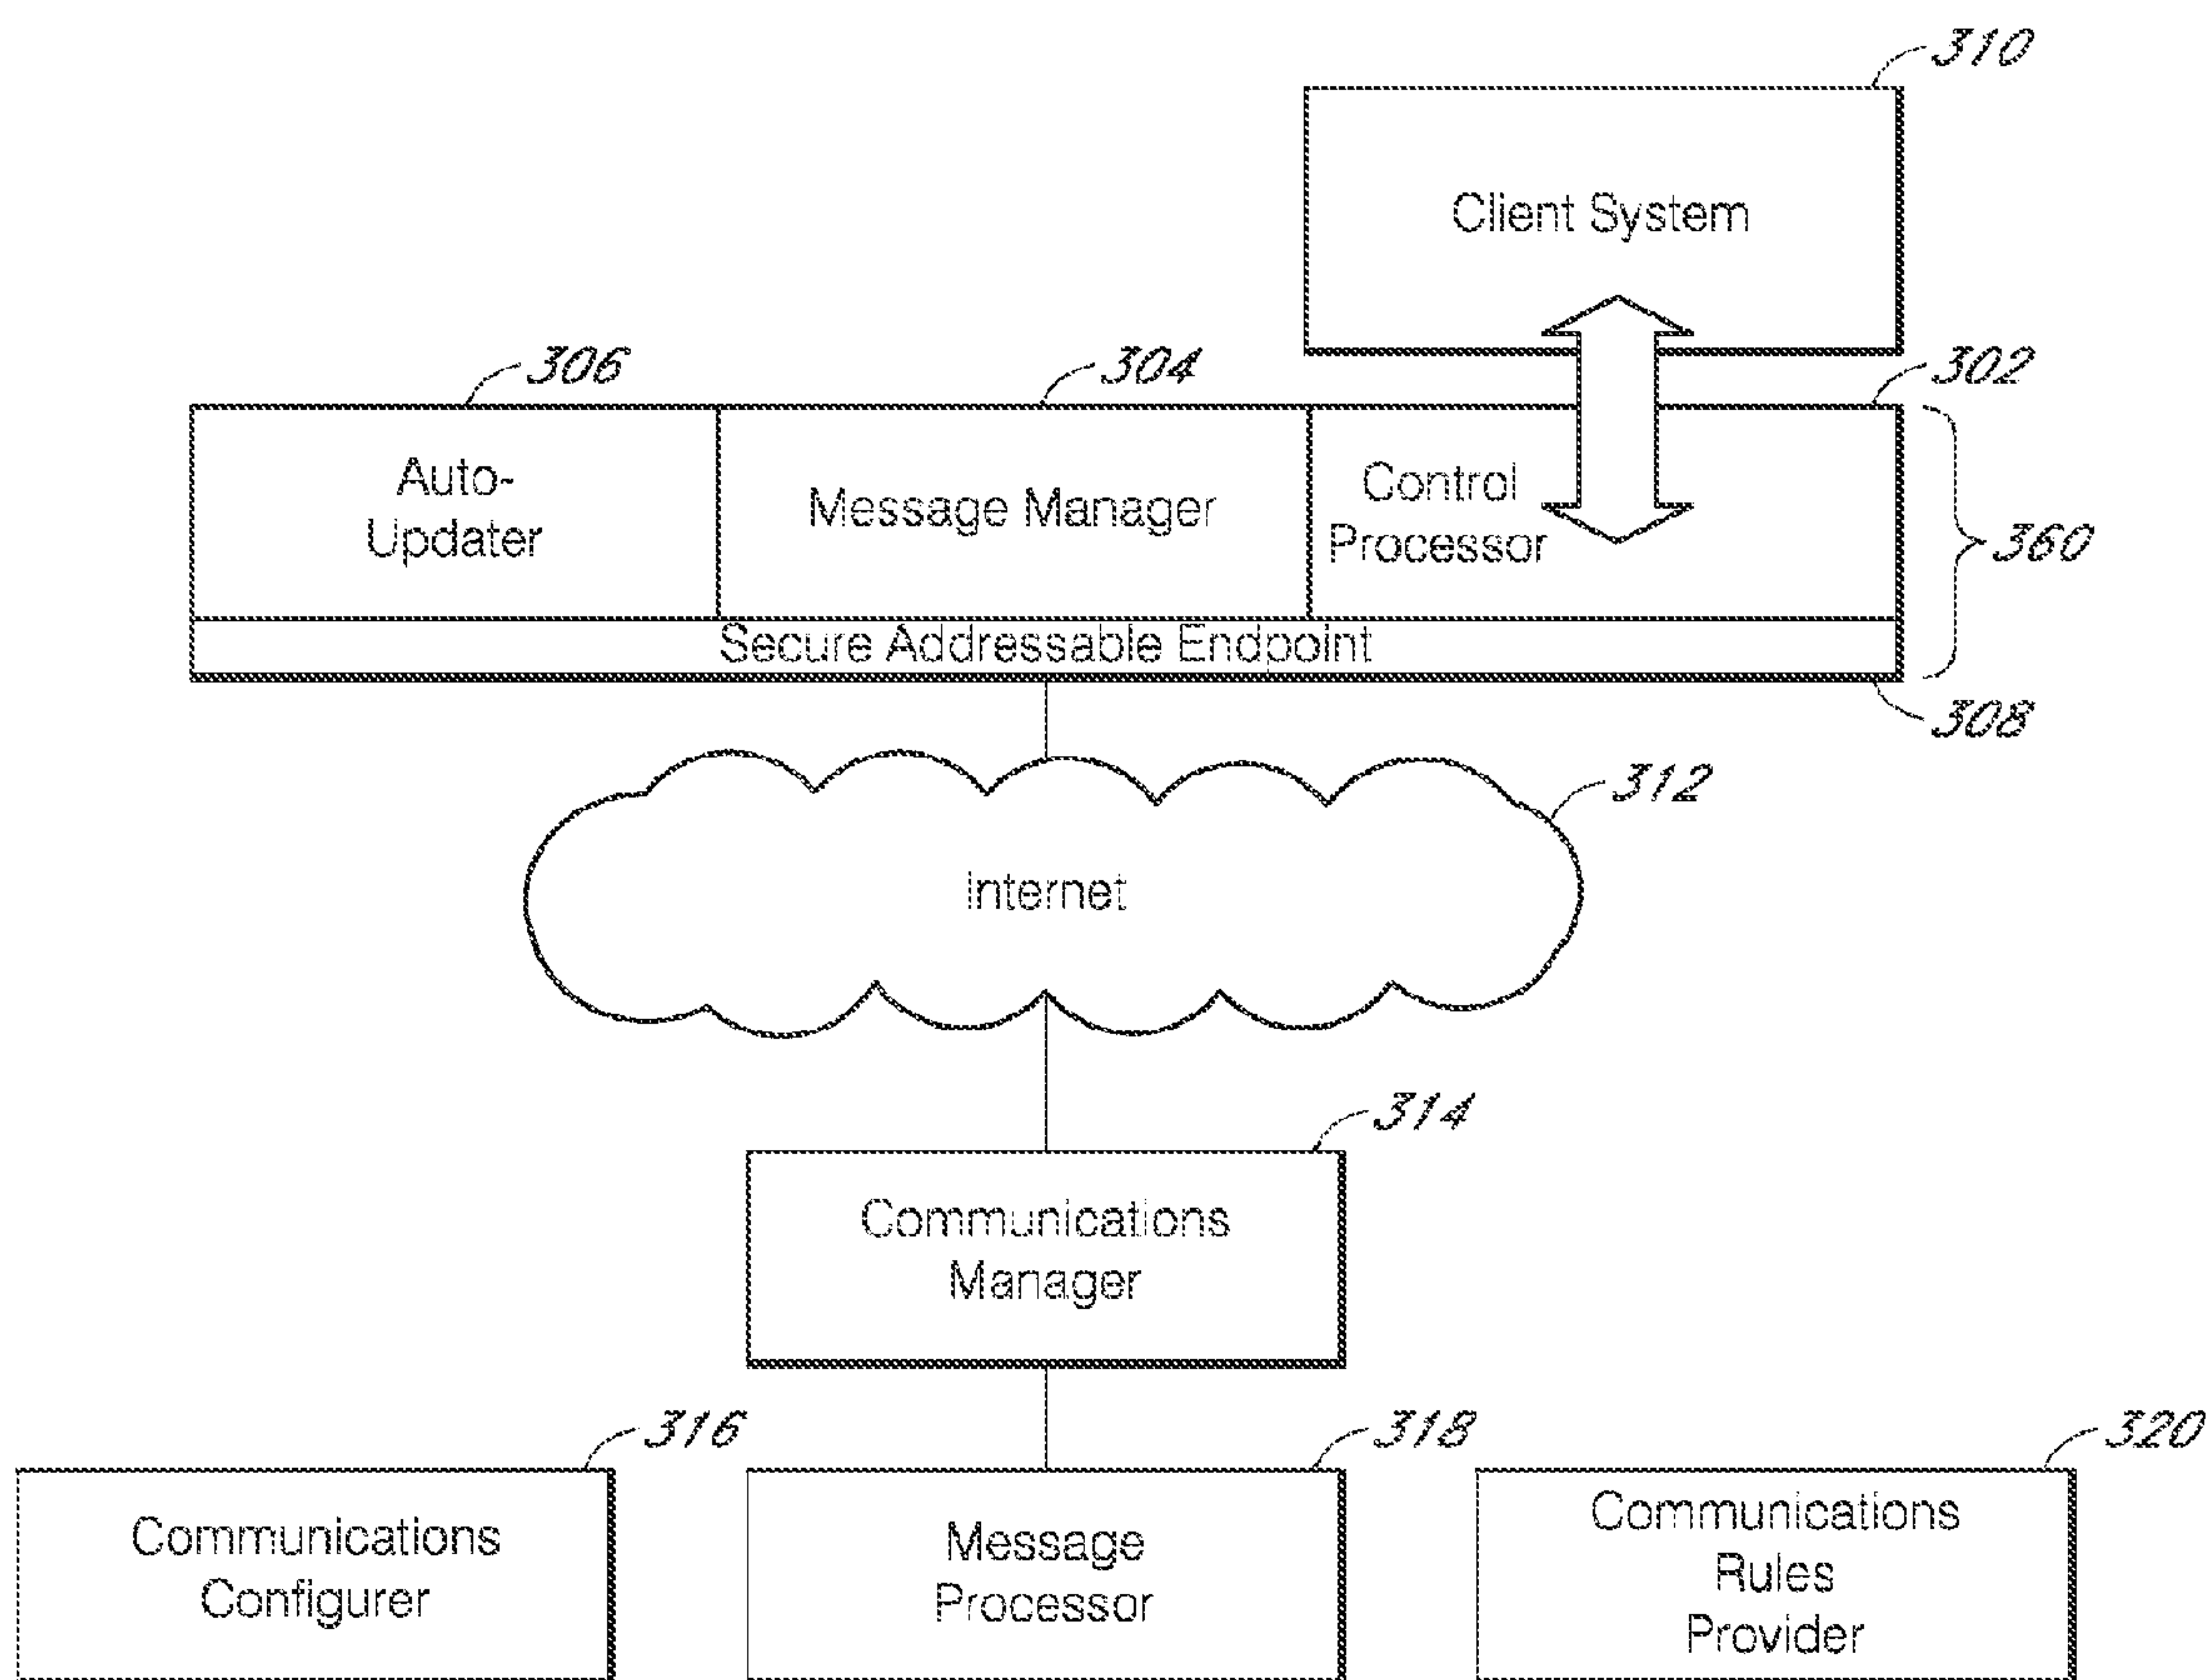 310
Client System
306
304
302
Auto-
Updater
Message Manager
Control
Processor
360
Secure Addressable Endpoint
308
312
Internet
314
Communications
Manager
316
318
320
Communications
Configurer
Message
Processor
Communications
Rules
Provider